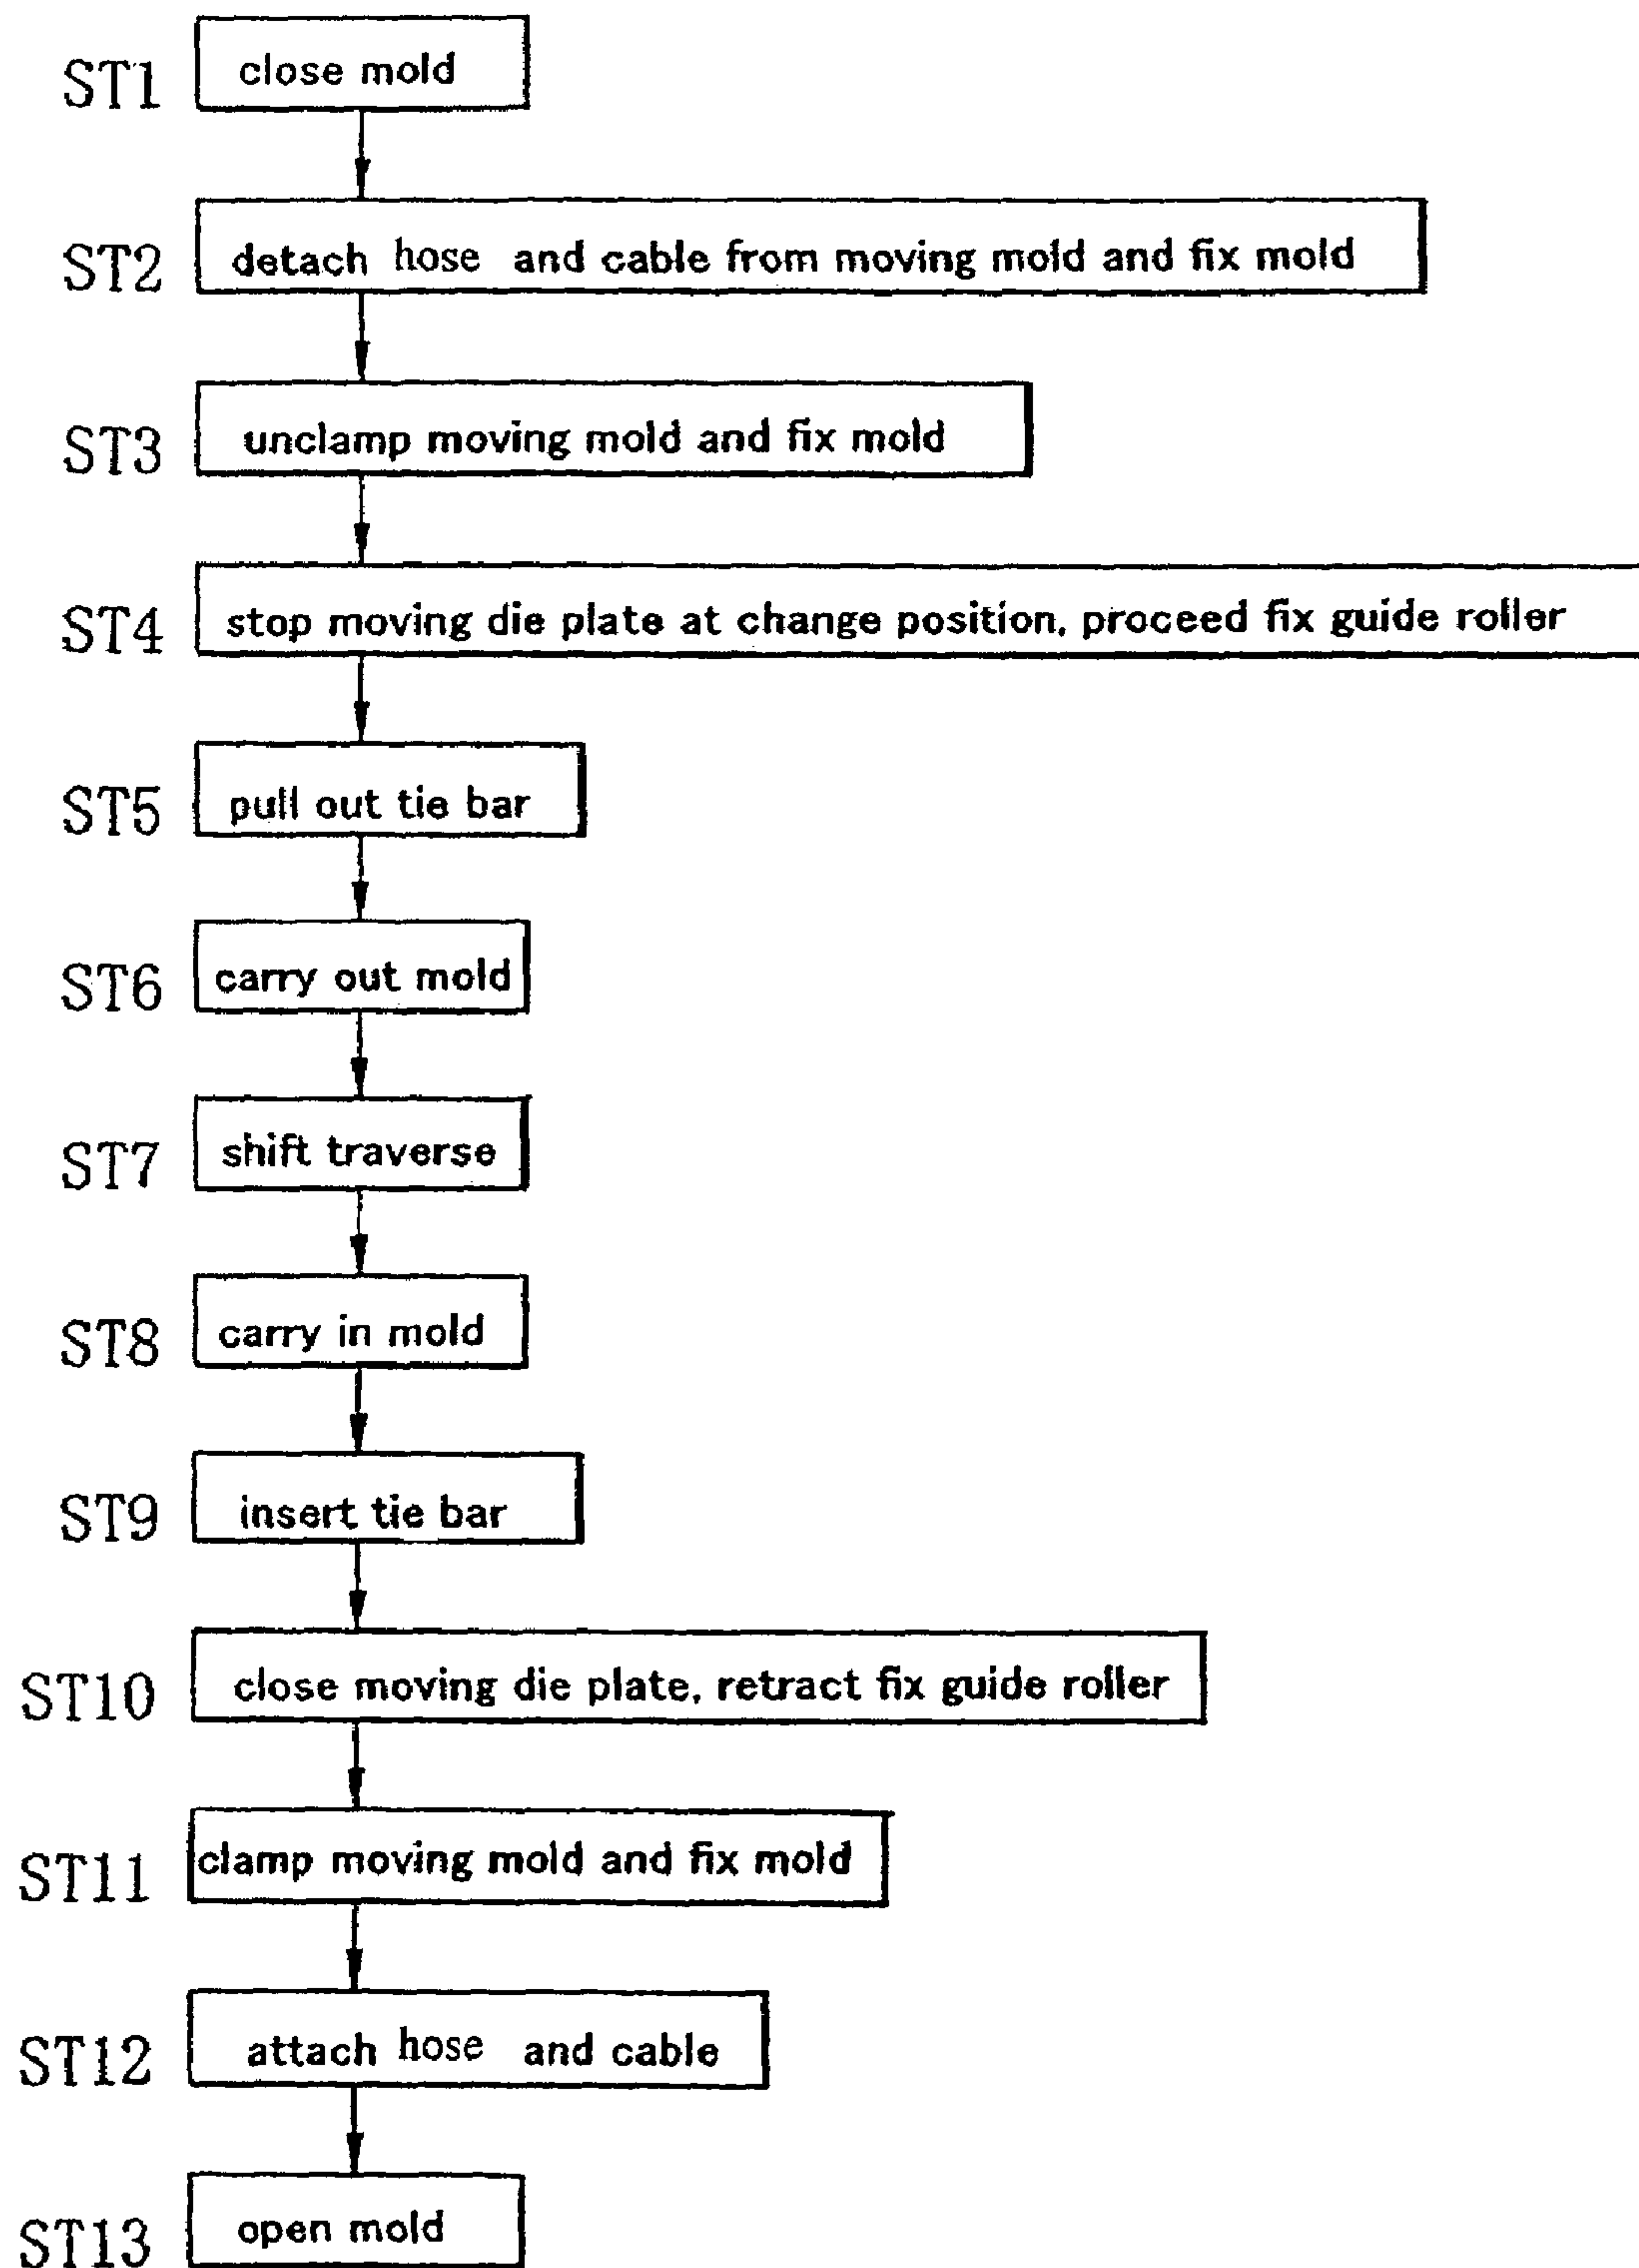 ST1 close mold
ST2 detach hose and cable from moving mold and fix mold
ST3 unclamp moving mold and fix mold
ST4 stop moving die plate at change position, proceed fix guide roller
ST5 pull out tie bar
ST6 carry out mold
ST7 shift traverse
ST8 carry in mold
ST9 insert tie bar
ST10 close moving die plate, retract fix guide roller
ST11 clamp moving mold and fix mold
ST12 attach hose and cable
ST13 open mold